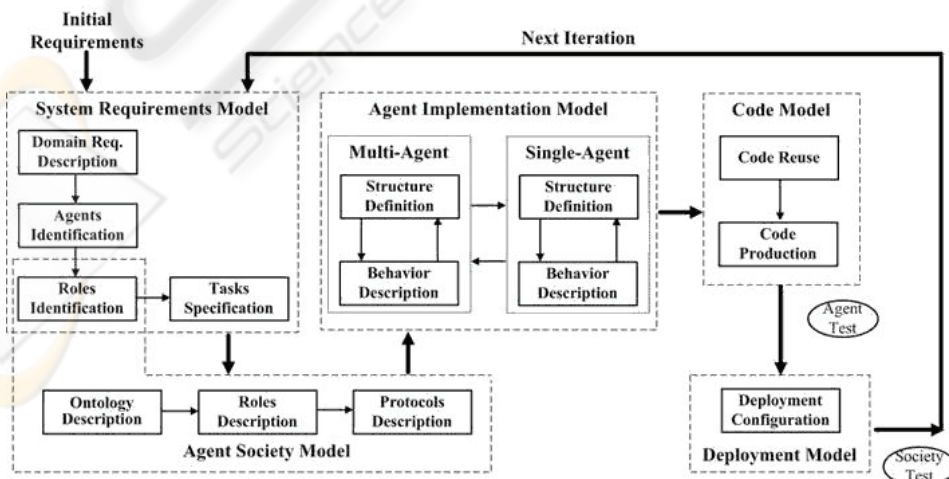 Initial
Requirements
Next Iteration
System Requirements Model
Domain Req.
Description
Agents
Identification
Roles
Identification
Tasks
Specification
Agent Implementation Model
Multi-Agent
Structure
Definition
Behavior
Description
Single-Agent
Structure
Definition
Behavior
Description
Code Model
Code Reuse
Code
Production
Agent
Test
Ontology
Description
Roles
Description
Protocols
Description
Agent Society Model
Deployment
Configuration
Deployment Model
Society
Test
Science